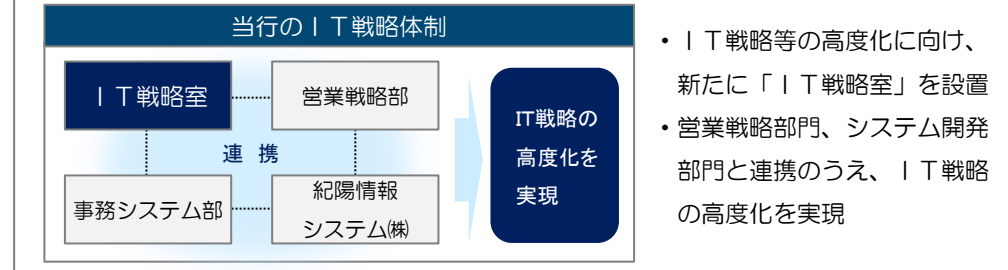 当行のＩＴ戦略体制
ＩＴ戦略室
営業戦略部
連 携
事務システム部
紀陽情報
システム㈱
IT戦略の
高度化を
実現
・ＩＴ戦略等の高度化に向け、
新たに「ＩＴ戦略室」を設置
・営業戦略部門、システム開発
部門と連携のうえ、ＩＴ戦略
の高度化を実現